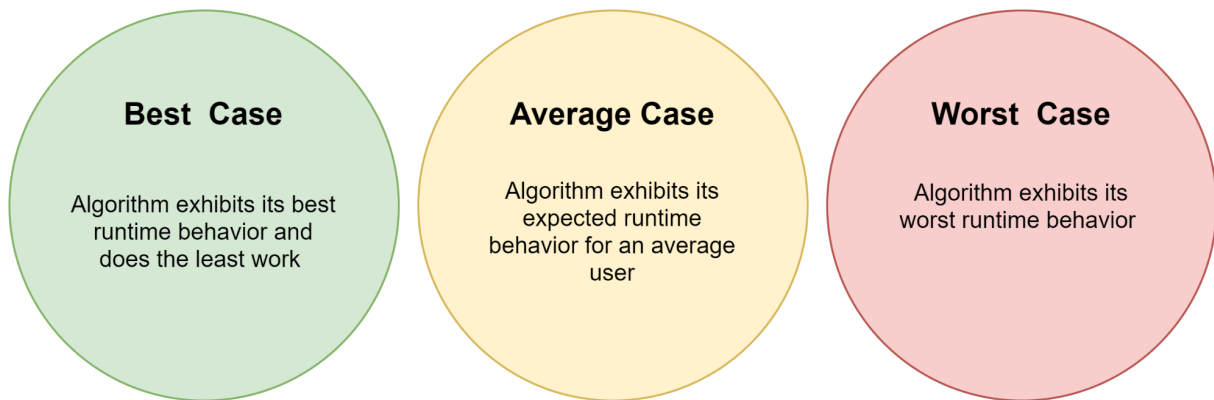 Best Case
Algorithm exhibits its best
runtime behavior and
does the least work
Average Case
Algorithm exhibits its
expected runtime
behavior for an average
user
Worst Case
Algorithm exhibits its
worst runtime behavior